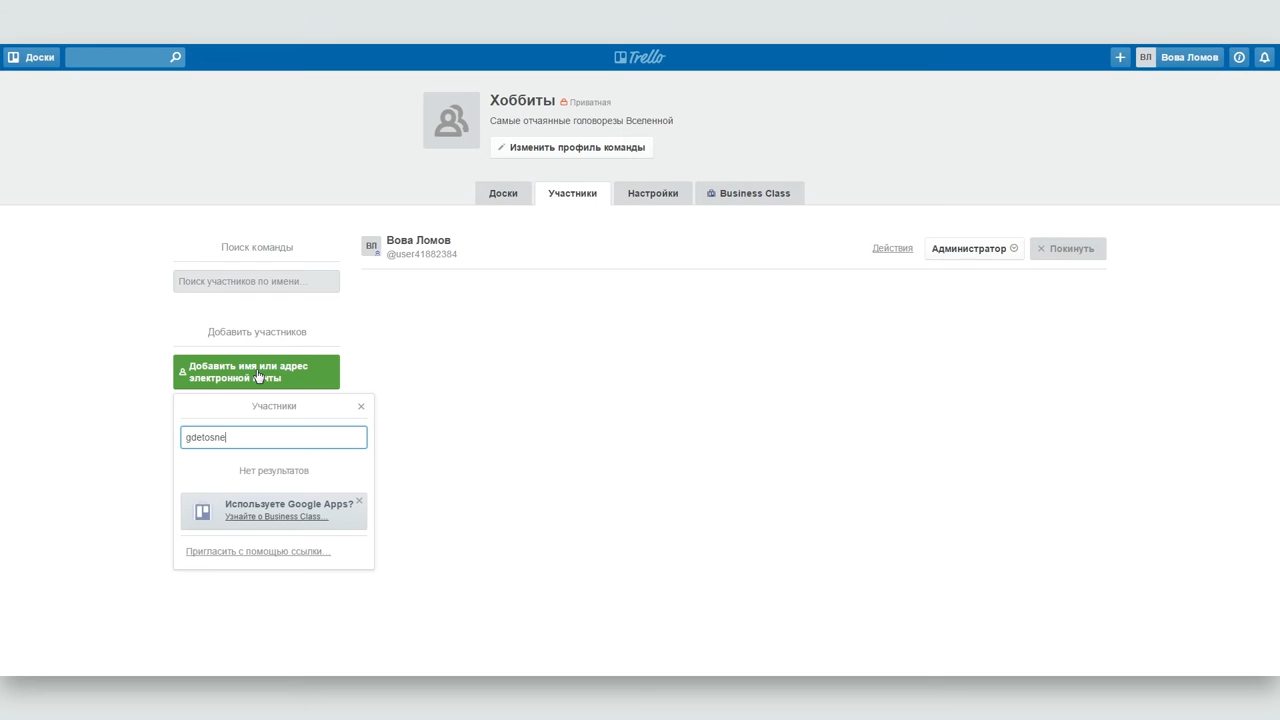 Доски
Trello
ВЛ Вова Ломов
Хоббиты Приватная
Самые отчаянные головорезы Вселенной
Изменить профиль команды
Доски Участники Настройки Business Class
Поиск команды
Поиск участников по имени...
Добавить участников
Добавить имя или адрес
электронной
ВЛ Вова Ломов
@user41882384
Действия Администратор Покинуть
Участники
gdetosne
Нет результатов
Используете Google Apps?
Узнайте о Business Class...
Пригласить с помощью ссылки...